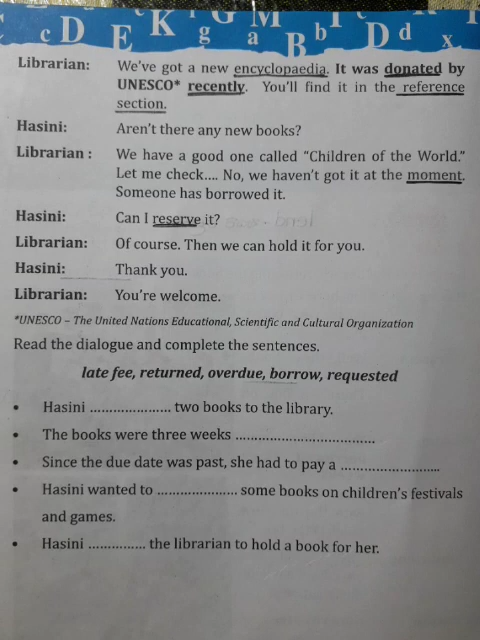 c D E K g G a M B b I D d x
Librarian: We've got a new encyclopaedia. It was donated by
UNESCO* recently. You'll find it in the reference
section.
Hasini: Aren't there any new books?
Librarian : We have a good one called "Children of the World."
Let me check.... No, we haven't got it at the moment.
Someone has borrowed it.
Hasini: Can I reserve it?
Librarian: Of course. Then we can hold it for you.
Hasini: Thank you.
Librarian: You're welcome.
*UNESCO – The United Nations Educational, Scientific and Cultural Organization
Read the dialogue and complete the sentences.
late fee, returned, overdue, borrow, requested
• Hasini ...................... two books to the library.
• The books were three weeks ....................................
• Since the due date was past, she had to pay a .........................
• Hasini wanted to ...................... some books on children's festivals
and games.
• Hasini ............... the librarian to hold a book for her.